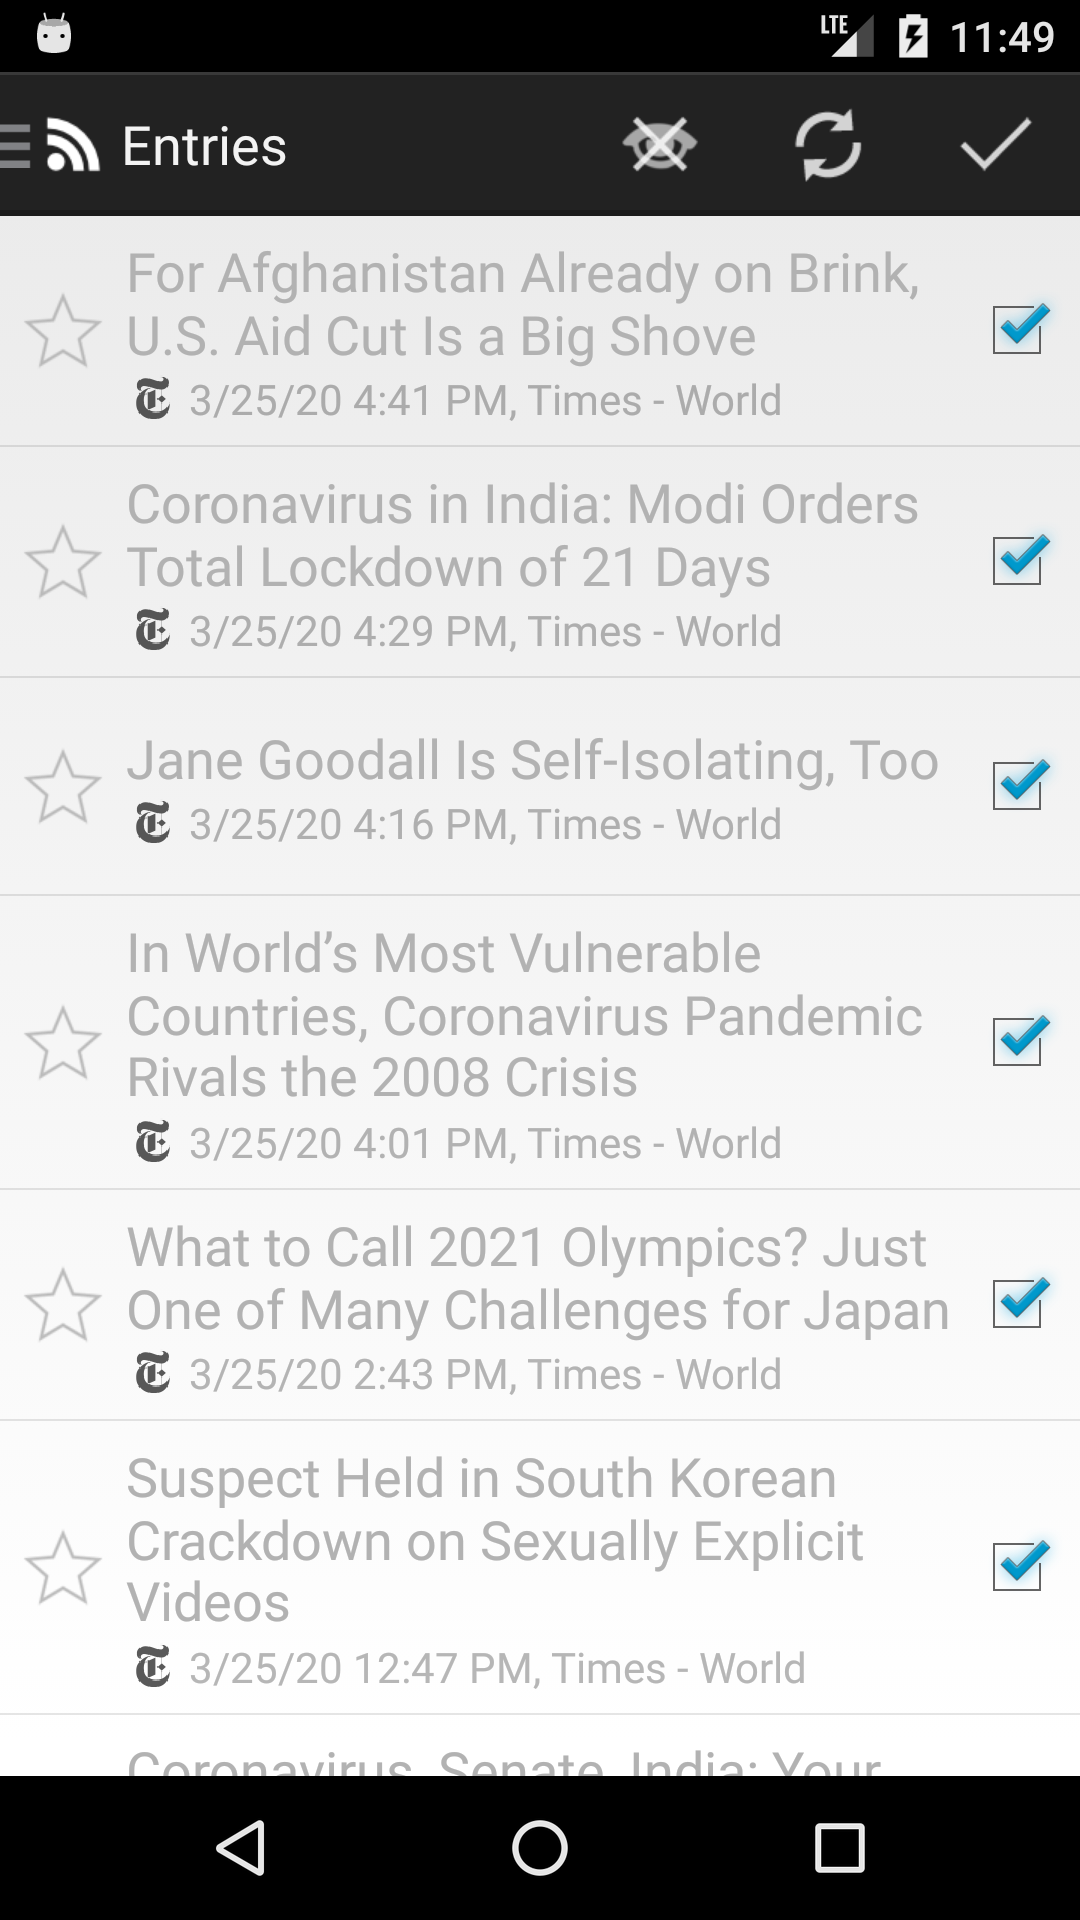 LTE 11:49
Entries
For Afghanistan Already on Brink,
U.S. Aid Cut Is a Big Shove
3/25/20 4:41 PM, Times - World
Coronavirus in India: Modi Orders
Total Lockdown of 21 Days
3/25/20 4:29 PM, Times - World
Jane Goodall Is Self-Isolating, Too
3/25/20 4:16 PM, Times - World
In World’s Most Vulnerable
Countries, Coronavirus Pandemic
Rivals the 2008 Crisis
3/25/20 4:01 PM, Times - World
What to Call 2021 Olympics? Just
One of Many Challenges for Japan
3/25/20 2:43 PM, Times - World
Suspect Held in South Korean
Crackdown on Sexually Explicit
Videos
3/25/20 12:47 PM, Times - World
Coronavirus, Senate, India: Your